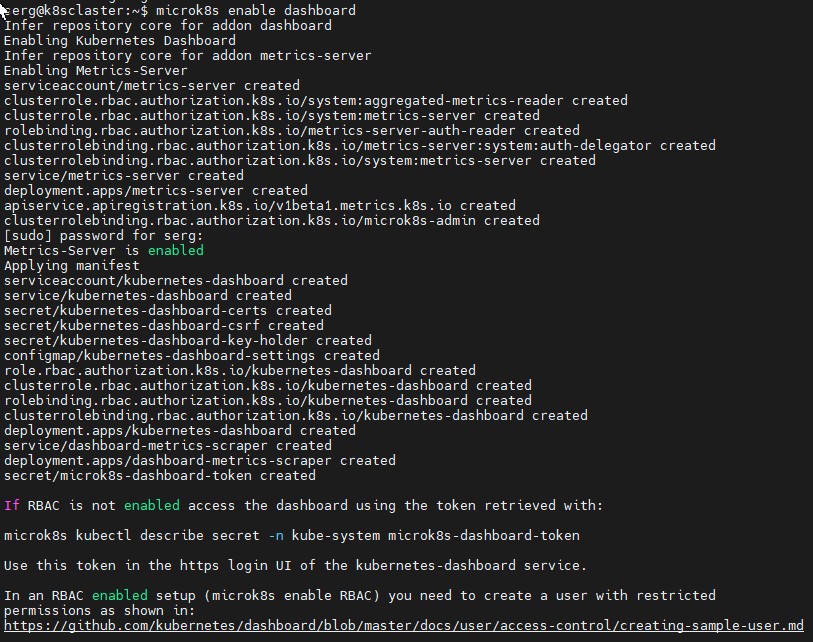 serg@k8sclaster:~$ microk8s enable dashboard
Infer repository core for addon dashboard
Enabling Kubernetes Dashboard
Infer repository core for addon metrics-server
Enabling Metrics-Server
serviceaccount/metrics-server created
clusterrole.rbac.authorization.k8s.io/system:aggregated-metrics-reader created
clusterrole.rbac.authorization.k8s.io/system:metrics-server created
rolebinding.rbac.authorization.k8s.io/metrics-server-auth-reader created
clusterrolebinding.rbac.authorization.k8s.io/metrics-server:system:auth-delegator created
clusterrolebinding.rbac.authorization.k8s.io/system:metrics-server created
service/metrics-server created
deployment.apps/metrics-server created
apiservice.apiregistration.k8s.io/v1beta1.metrics.k8s.io created
clusterrolebinding.rbac.authorization.k8s.io/microk8s-admin created
[sudo] password for serg:
Metrics-Server is enabled
Applying manifest
serviceaccount/kubernetes-dashboard created
service/kubernetes-dashboard created
secret/kubernetes-dashboard-certs created
secret/kubernetes-dashboard-csrf created
secret/kubernetes-dashboard-key-holder created
configmap/kubernetes-dashboard-settings created
role.rbac.authorization.k8s.io/kubernetes-dashboard created
clusterrole.rbac.authorization.k8s.io/kubernetes-dashboard created
rolebinding.rbac.authorization.k8s.io/kubernetes-dashboard created
clusterrolebinding.rbac.authorization.k8s.io/kubernetes-dashboard created
deployment.apps/kubernetes-dashboard created
service/dashboard-metrics-scraper created
deployment.apps/dashboard-metrics-scraper created
secret/microk8s-dashboard-token created
If RBAC is not enabled access the dashboard using the token retrieved with:
microk8s kubectl describe secret -n kube-system microk8s-dashboard-token
Use this token in the https login UI of the kubernetes-dashboard service.
In an RBAC enabled setup (microk8s enable RBAC) you need to create a user with restricted
permissions as shown in:
https://github.com/kubernetes/dashboard/blob/master/docs/user/access-control/creating-sample-user.md